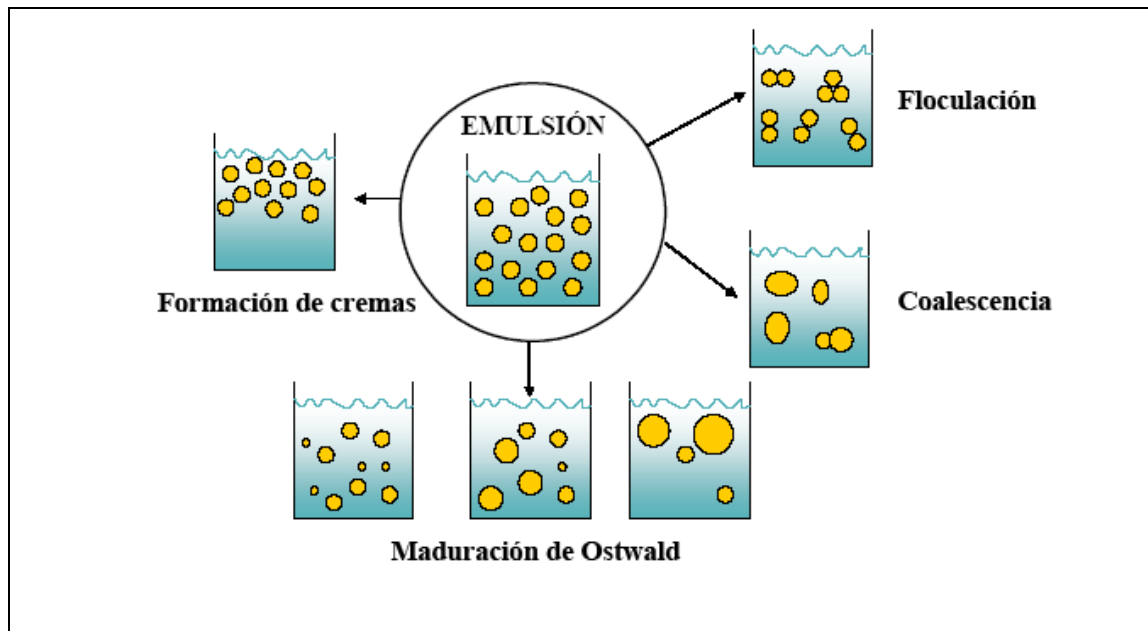 EMULSIÓN
Floculación
Formación de cremas
Coalescencia
Maduración de Ostwald